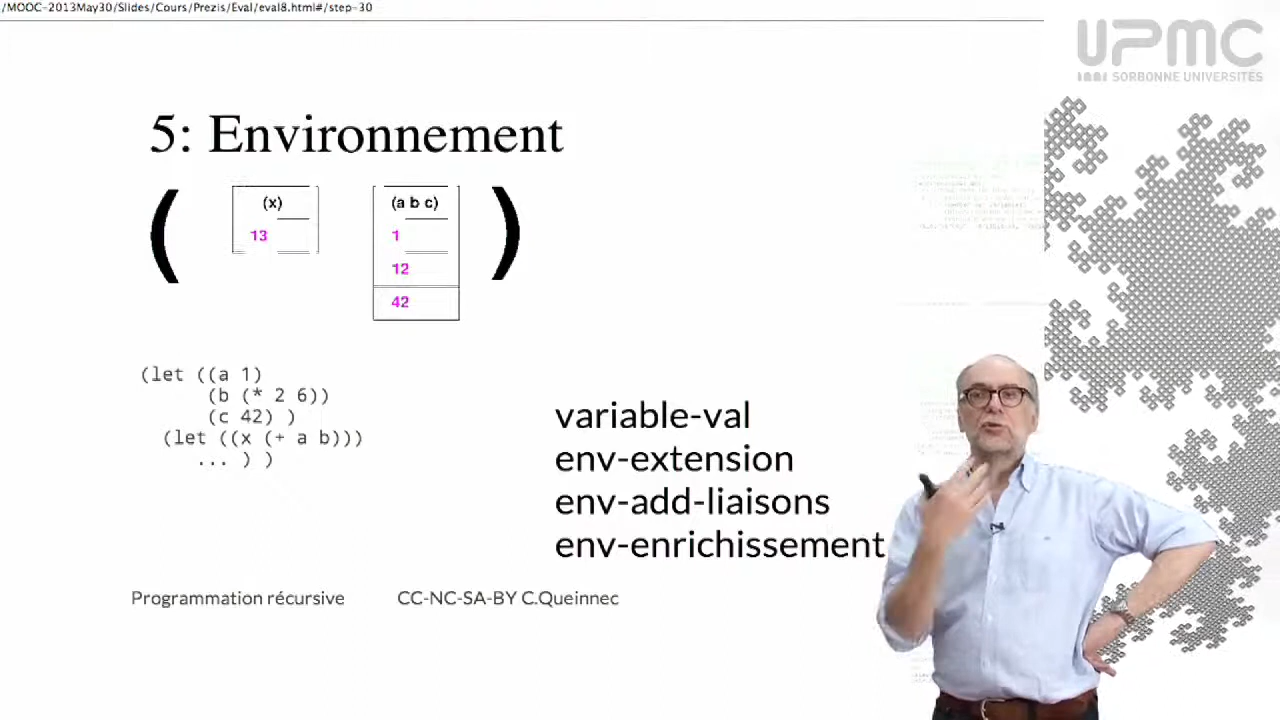 /MOOC-2013May30/Slides/Cours/Prezis/Eval/eval8.html#/step-30
UPMC
SORBONNE UNIVERSITÉS
5: Environnement
(
(x)
13
(a b c)
1
12
42
)
(let ((a 1)
(b (* 2 6))
(c 42) )
(let ((x (+ a b)))
... ) )
variable-val
env-extension
env-add-liaisons
env-enrichissement
Programmation récursive
CC-NC-SA-BY C.Queinnec